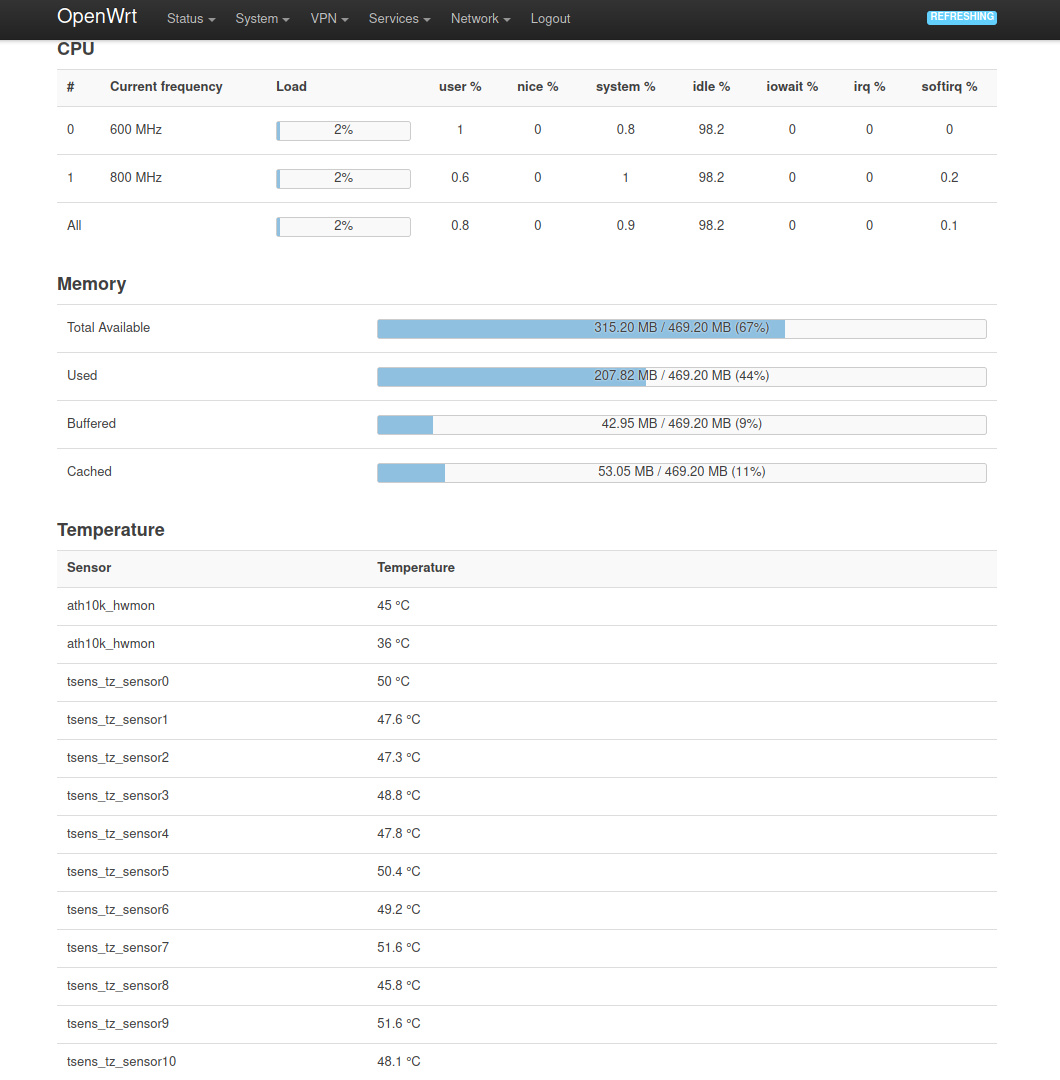 OpenWrt Status System VPN Services Network Logout REFRESHING
CPU
# Current frequency Load user % nice % system % idle % iowait % irq % softirq %
0 600 MHz 2% 1 0 0.8 98.2 0 0 0
1 800 MHz 2% 0.6 0 1 98.2 0 0 0.2
All 2% 0.8 0 0.9 98.2 0 0 0.1
Memory
Total Available 315.20 MB / 469.20 MB (67%)
Used 207.82 MB / 469.20 MB (44%)
Buffered 42.95 MB / 469.20 MB (9%)
Cached 53.05 MB / 469.20 MB (11%)
Temperature
Sensor Temperature
ath10k_hwmon 45 °C
ath10k_hwmon 36 °C
tsens_tz_sensor0 50 °C
tsens_tz_sensor1 47.6 °C
tsens_tz_sensor2 47.3 °C
tsens_tz_sensor3 48.8 °C
tsens_tz_sensor4 47.8 °C
tsens_tz_sensor5 50.4 °C
tsens_tz_sensor6 49.2 °C
tsens_tz_sensor7 51.6 °C
tsens_tz_sensor8 45.8 °C
tsens_tz_sensor9 51.6 °C
tsens_tz_sensor10 48.1 °C